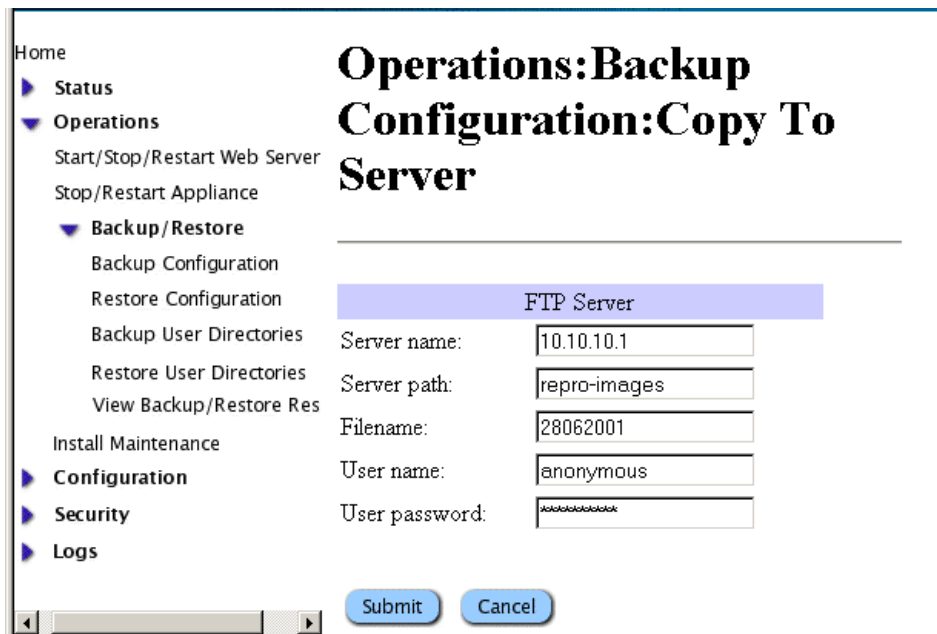 Home
Status
Operations
Start/Stop/Restart Web Server
Stop/Restart Appliance
Backup/Restore
Backup Configuration
Restore Configuration
Backup User Directories
Restore User Directories
View Backup/Restore Res
Install Maintenance
Configuration
Security
Logs
Operations:Backup
Configuration:Copy To
Server
FTP Server
Server name: 10.10.10.1
Server path: repro-images
Filename: 28062001
User name: anonymous
User password: **********
Submit Cancel